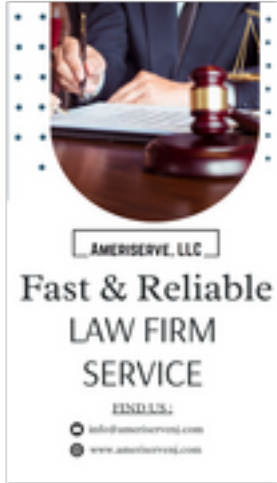 AMERISERVE, LLC
Fast & Reliable
LAW FIRM
SERVICE
FIND US :
info@ameriservenj.com
www.ameriservenj.com